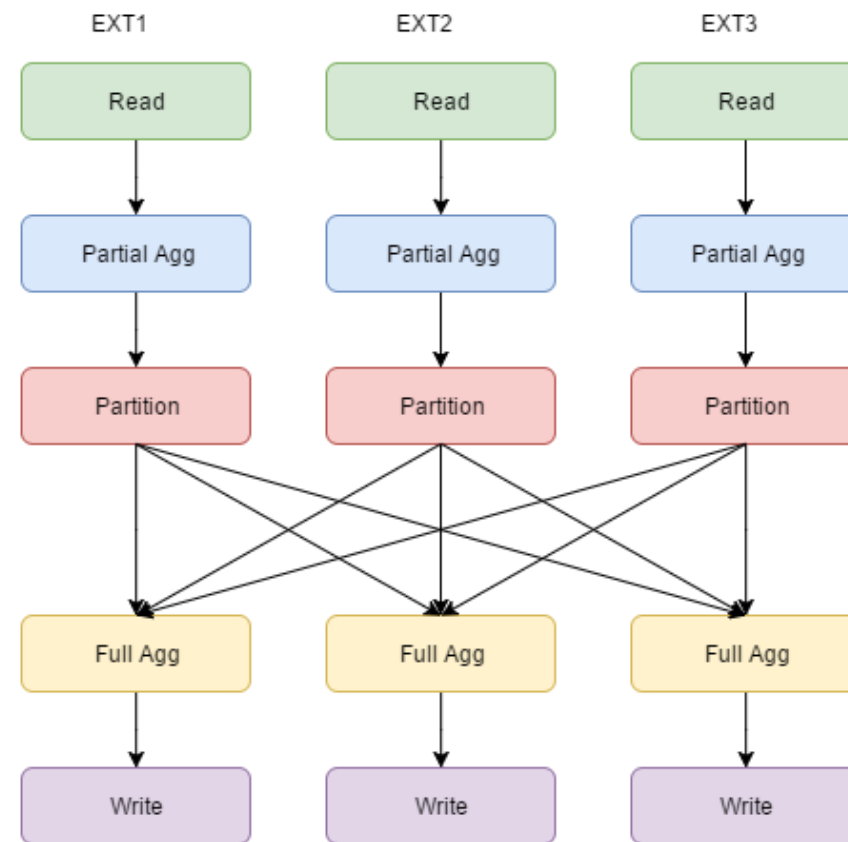 EXT1 EXT2 EXT3
Read Read Read
Partial Agg Partial Agg Partial Agg
Partition Partition Partition
Full Agg Full Agg Full Agg
Write Write Write